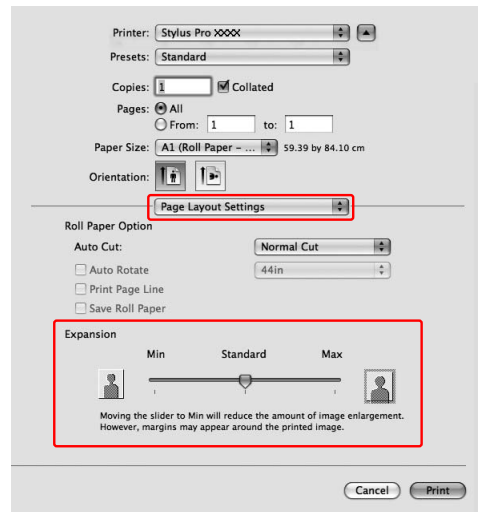 Printer: Stylus Pro XXXX
Presets: Standard
Copies: 1 Collated
Pages: All
From: 1 to: 1
Paper Size: A1 (Roll Paper – ... 59.39 by 84.10 cm
Orientation:
Page Layout Settings
Roll Paper Option
Auto Cut: Normal Cut
Auto Rotate 44in
Print Page Line
Save Roll Paper
Expansion
Min Standard Max
Moving the slider to Min will reduce the amount of image enlargement.
However, margins may appear around the printed image.
Cancel Print